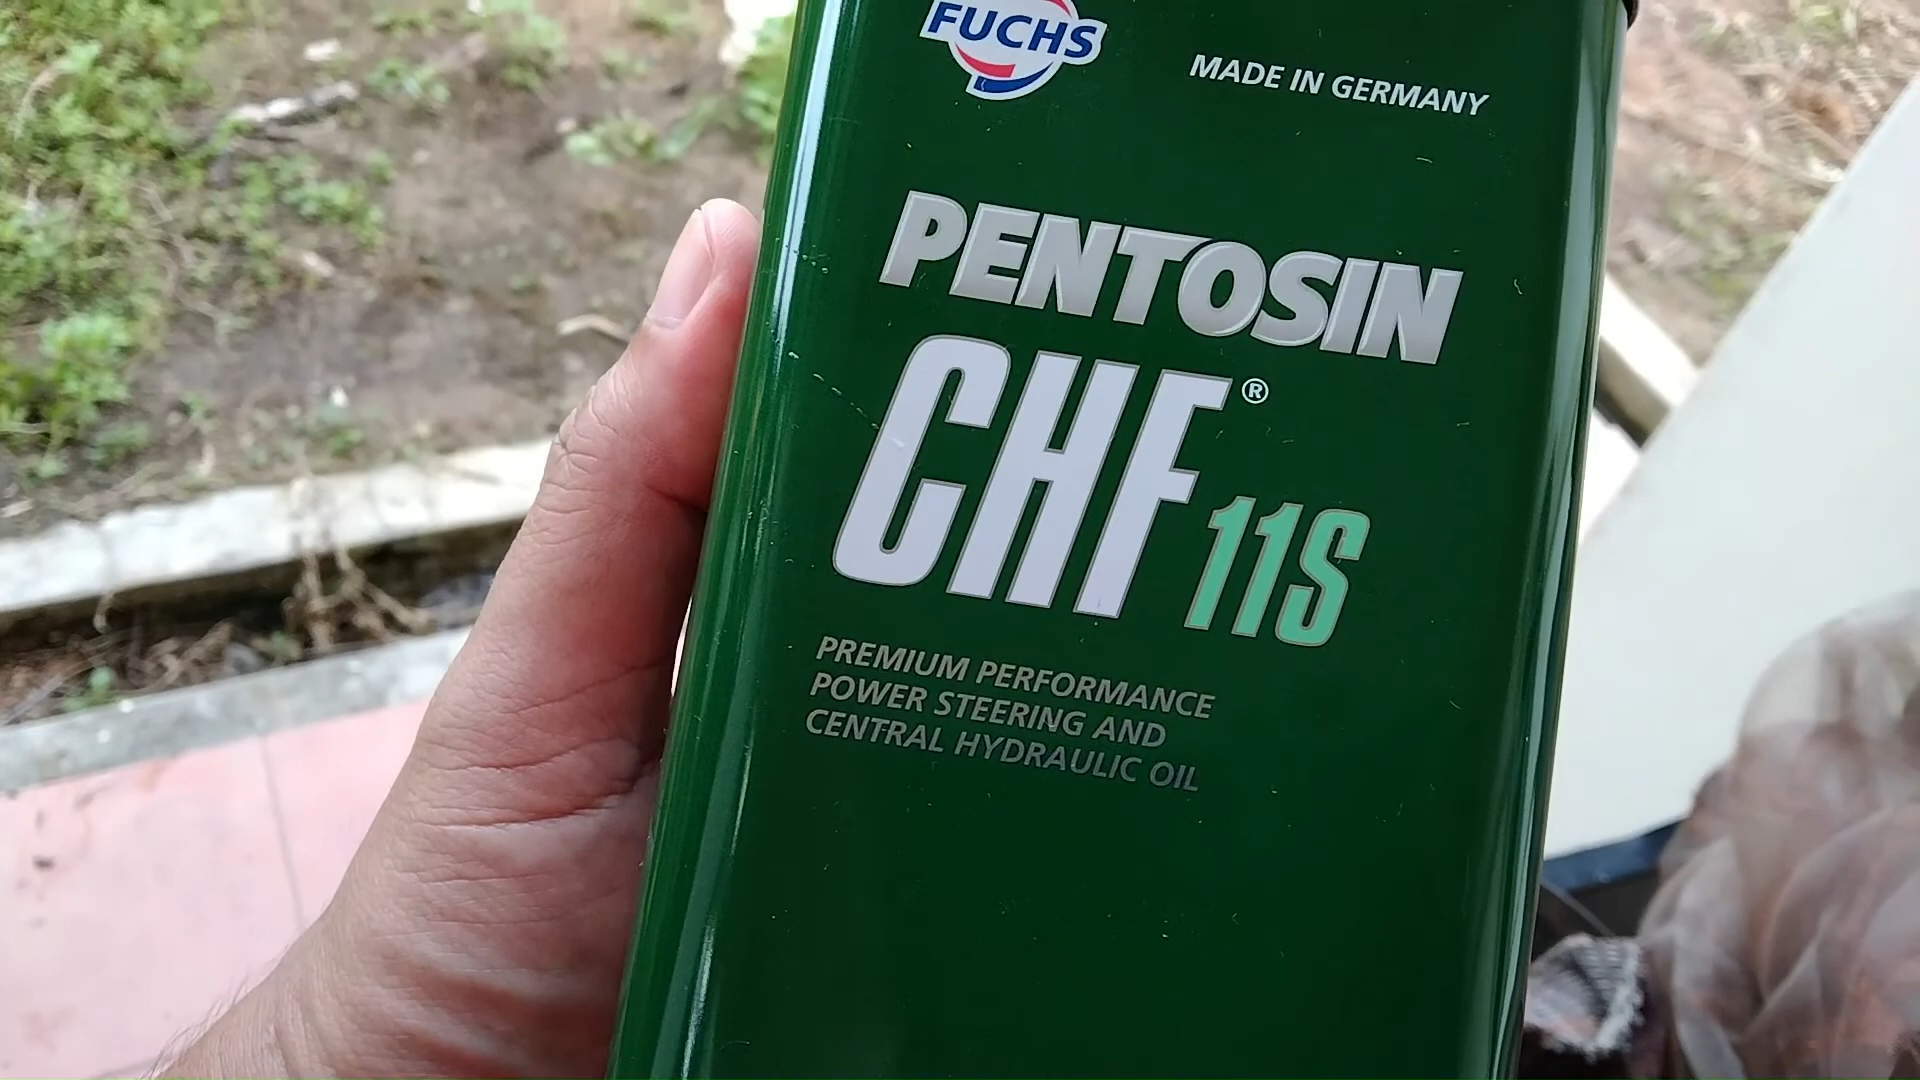 FUCHS
MADE IN GERMANY
PENTOSIN
CHF®
11S
PREMIUM PERFORMANCE
POWER STEERING AND
CENTRAL HYDRAULIC OIL